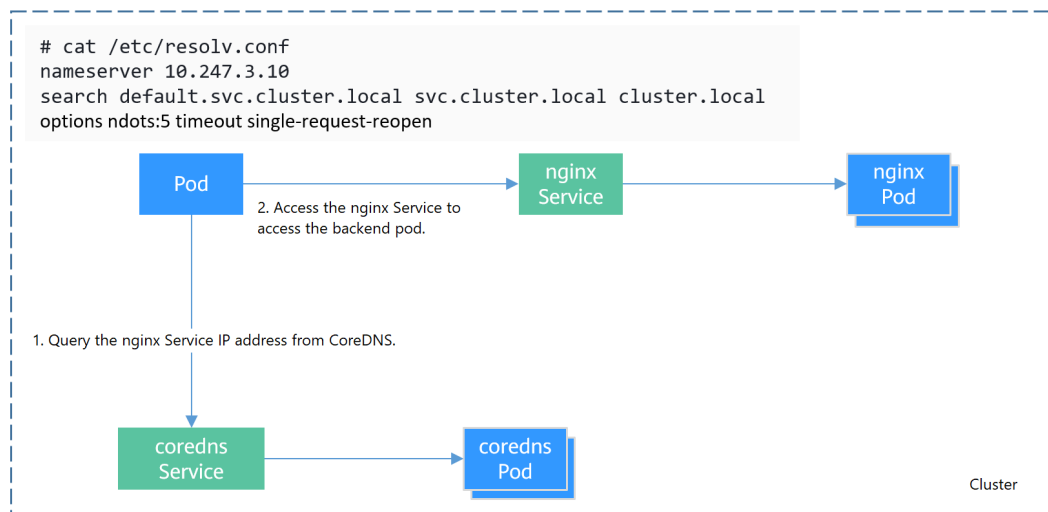 # cat /etc/resolv.conf
nameserver 10.247.3.10
search default.svc.cluster.local svc.cluster.local cluster.local
options ndots:5 timeout single-request-reopen
Pod
nginx
Service
nginx
Pod
2. Access the nginx Service to
access the backend pod.
1. Query the nginx Service IP address from CoreDNS.
coredns
Service
coredns
Pod
Cluster